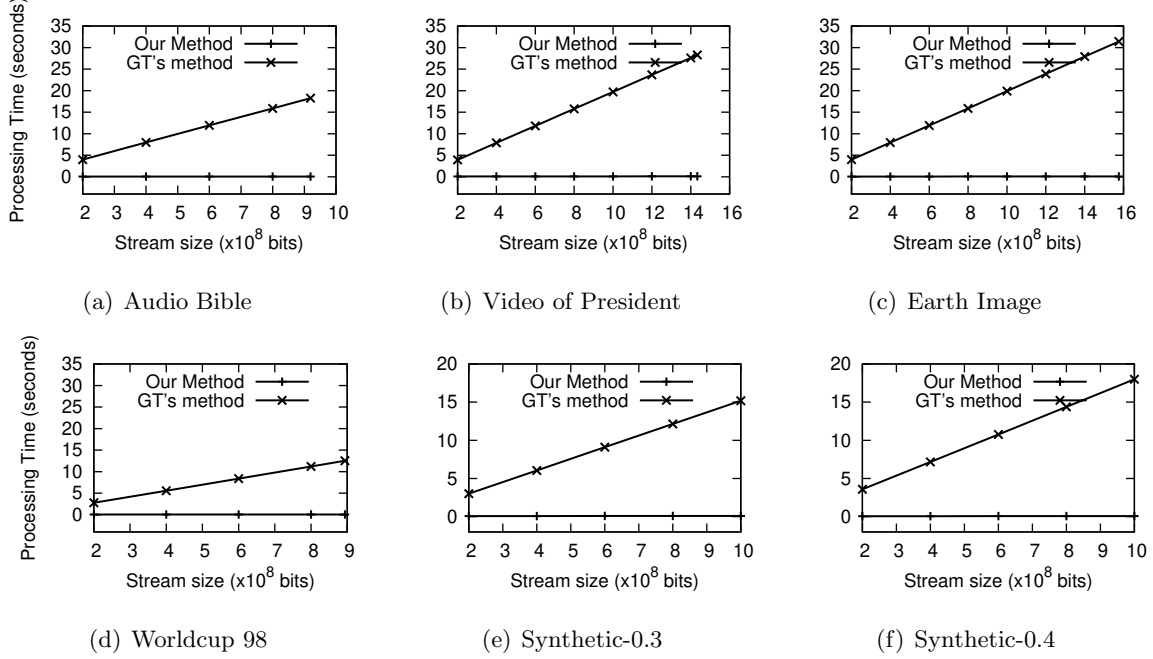 Processing Time (seconds)
35
30
25
20
15
10
5
0
Our Method
GT's method
2 3 4 5 6 7 8 9 10
Stream size (x10^8 bits)
(a) Audio Bible
35
30
25
20
15
10
5
0
Our Method
GT's method
2 4 6 8 10 12 14 16
Stream size (x10^8 bits)
(b) Video of President
35
30
25
20
15
10
5
0
Our Method
GT's method
2 4 6 8 10 12 14 16
Stream size (x10^8 bits)
(c) Earth Image
Processing Time (seconds)
35
30
25
20
15
10
5
0
Our Method
GT's method
2 3 4 5 6 7 8 9
Stream size (x10^8 bits)
(d) Worldcup 98
20
15
10
5
0
Our Method
GT's method
2 3 4 5 6 7 8 9 10
Stream size (x10^8 bits)
(e) Synthetic-0.3
20
15
10
5
0
Our Method
GT's method
2 3 4 5 6 7 8 9 10
Stream size (x10^8 bits)
(f) Synthetic-0.4